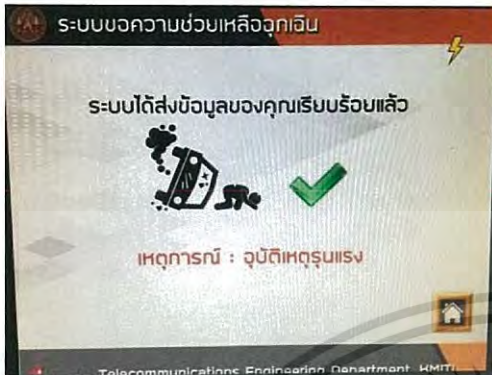 ระบบขอความช่วยเหลือฉุกเฉิน
ระบบได้ส่งข้อมูลของคุณเรียบร้อยแล้ว
เหตุการณ์ : อุบัติเหตุรุนแรง
Telecommunications Engineering Department, KMITL